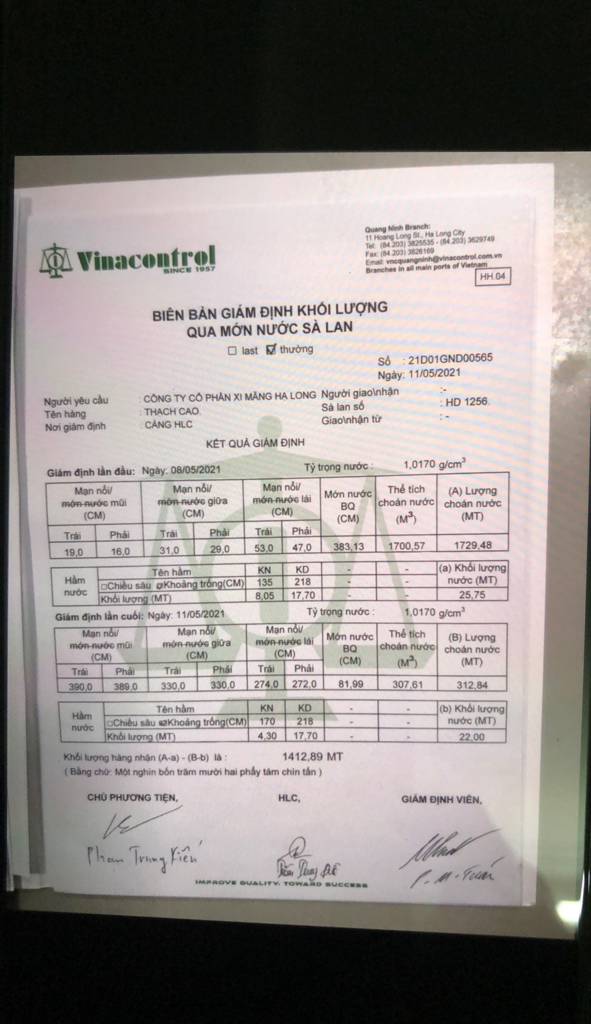 Vinacontrol
SINCE 1957
Quang Ninh Branch:
11 Hoang Long St., Ha Long City
Tel: (84.203) 3825535 - (84.203) 3629749
Fax: (84.203) 3826169
Email: vncquangninh@vinacontrol.com.vn
Branches in all main ports of Vietnam
HH.04
BIÊN BẢN GIÁM ĐỊNH KHỐI LƯỢNG
QUA MỚN NƯỚC SÀ LAN
☐ last ☑ thường
Số : 21D01GND00565
Ngày: 11/05/2021
Người yêu cầu : CÔNG TY CỔ PHẦN XI MĂNG HẠ LONG Người giao\nhận :-
Tên hàng : THẠCH CAO. Sà lan số : HD 1256.
Nơi giám định : CẢNG HLC Giao\nhận từ : -
KẾT QUẢ GIÁM ĐỊNH
Giám định lần đầu: Ngày: 08/05/2021 Tỷ trọng nước : 1,0170 g/cm³
Mạn nổi/ mớn nước mũi (CM) Mạn nổi/ mớn nước giữa (CM) Mạn nổi/ mớn nước lái (CM) Mớn nước BQ (CM) Thể tích choán nước (M³) (A) Lượng choán nước (MT)
Trái Phải Trái Phải Trái Phải
19,0 16,0 31,0 29,0 53,0 47,0 383,13 1700,57 1729,48
Hầm nước Tên hầm KN KD - - (a) Khối lượng nước (MT)
☐Chiều sâu ☑Khoảng trống(CM) 135 218 - -
Khối lượng (MT) 8,05 17,70 - - 25,75
Giám định lần cuối: Ngày: 11/05/2021 Tỷ trọng nước : 1,0170 g/cm³
Mạn nổi/ mớn nước mũi (CM) Mạn nổi/ mớn nước giữa (CM) Mạn nổi/ mớn nước lái (CM) Mớn nước BQ (CM) Thể tích choán nước (M³) (B) Lượng choán nước (MT)
Trái Phải Trái Phải Trái Phải
390,0 389,0 330,0 330,0 274,0 272,0 81,99 307,61 312,84
Hầm nước Tên hầm KN KD - - (b) Khối lượng nước (MT)
☐Chiều sâu ☑Khoảng trống(CM) 170 218 - -
Khối lượng (MT) 4,30 17,70 - - 22,00
Khối lượng hàng nhận (A-a) - (B-b) là : 1412,89 MT
( Bằng chữ: Một nghìn bốn trăm mười hai phẩy tám chín tấn )
CHỦ PHƯƠNG TIỆN, HLC, GIÁM ĐỊNH VIÊN,
Phạm Trung Kiên
P. M. Tuấn
IMPROVE QUALITY, TOWARD SUCCESS